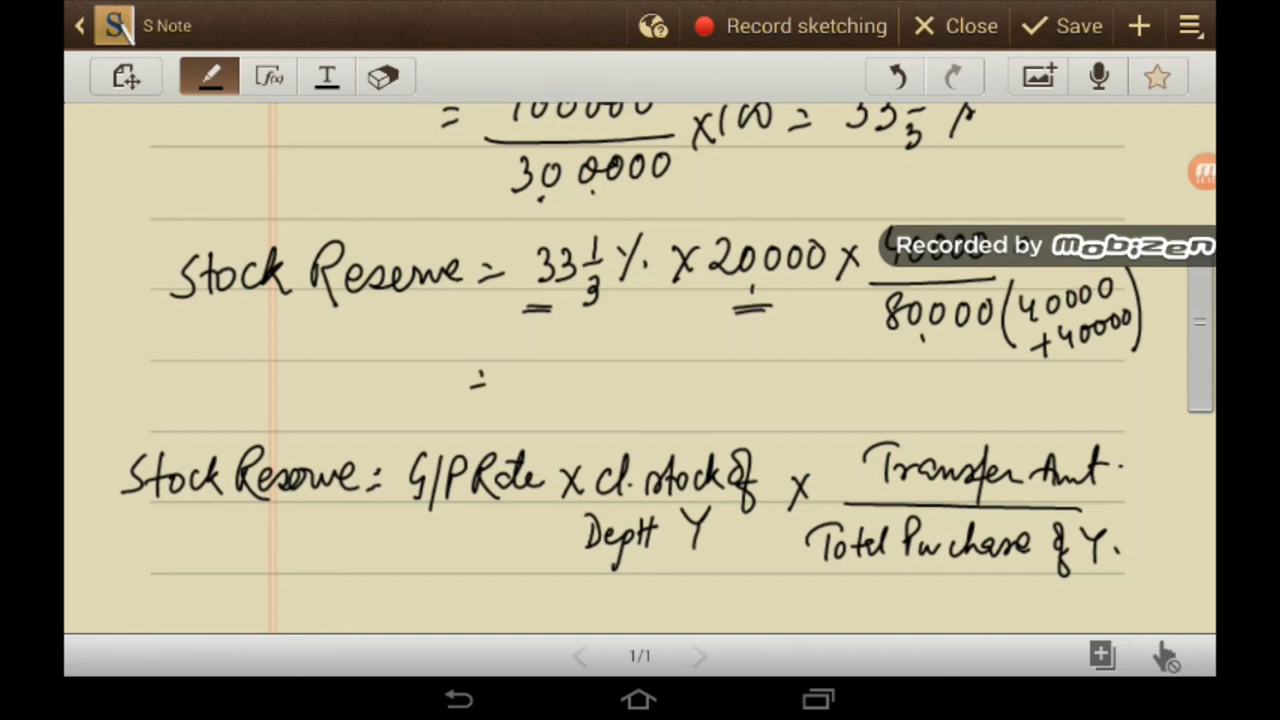 S Note
Record sketching
Close
Save
= 100000 / 300000 x 100 = 33 1/3 %
Recorded by mobizen
Stock Reserve = 33 1/3 % x 20000 x 40000 / 80000 (40000 + 40000)
=
Stock Reserve = G/P Rate x Cl. Stock of Deptt Y x Transfer Amt. / Total Purchase of Y.
1/1